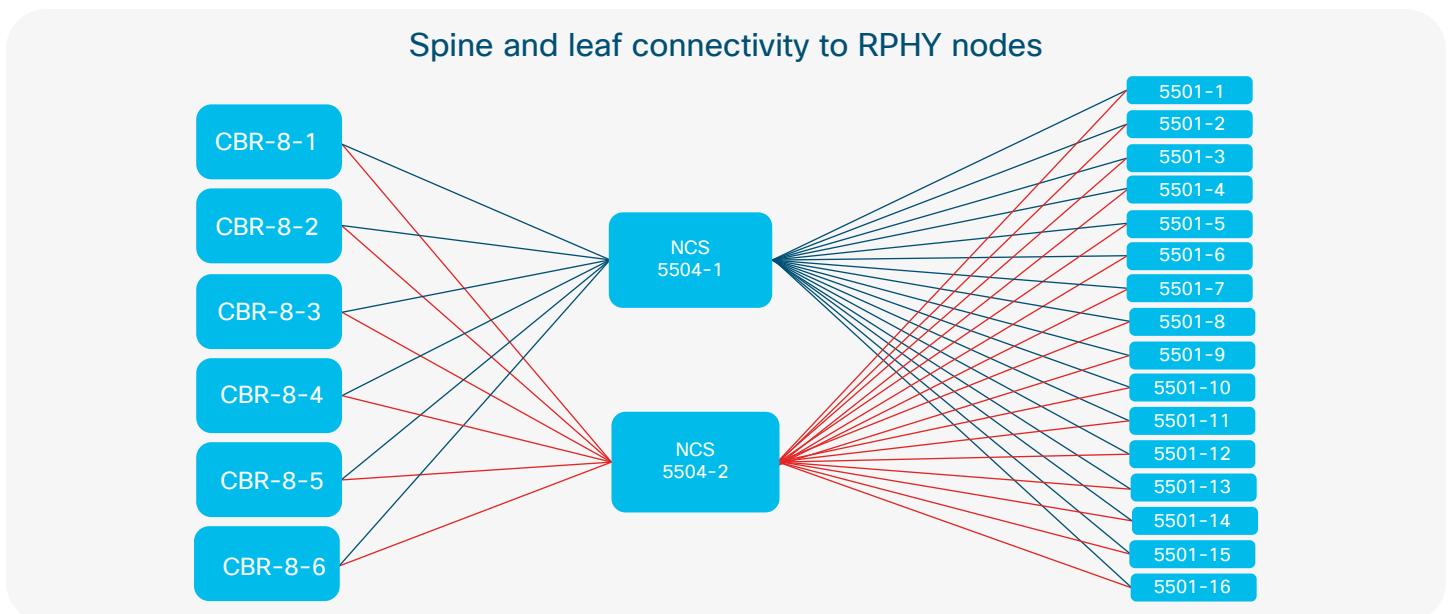 Spine and leaf connectivity to RPHY nodes
CBR-8-1
CBR-8-2
CBR-8-3
CBR-8-4
CBR-8-5
CBR-8-6
NCS
5504-1
NCS
5504-2
5501-1
5501-2
5501-3
5501-4
5501-5
5501-6
5501-7
5501-8
5501-9
5501-10
5501-11
5501-12
5501-13
5501-14
5501-15
5501-16